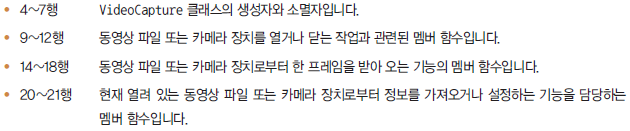 • 4~7행 VideoCapture 클래스의 생성자와 소멸자입니다.
• 9~12행 동영상 파일 또는 카메라 장치를 열거나 닫는 작업과 관련된 멤버 함수입니다.
• 14~18행 동영상 파일 또는 카메라 장치로부터 한 프레임을 받아 오는 기능의 멤버 함수입니다.
• 20~21행 현재 열려 있는 동영상 파일 또는 카메라 장치로부터 정보를 가져오거나 설정하는 기능을 담당하는
멤버 함수입니다.